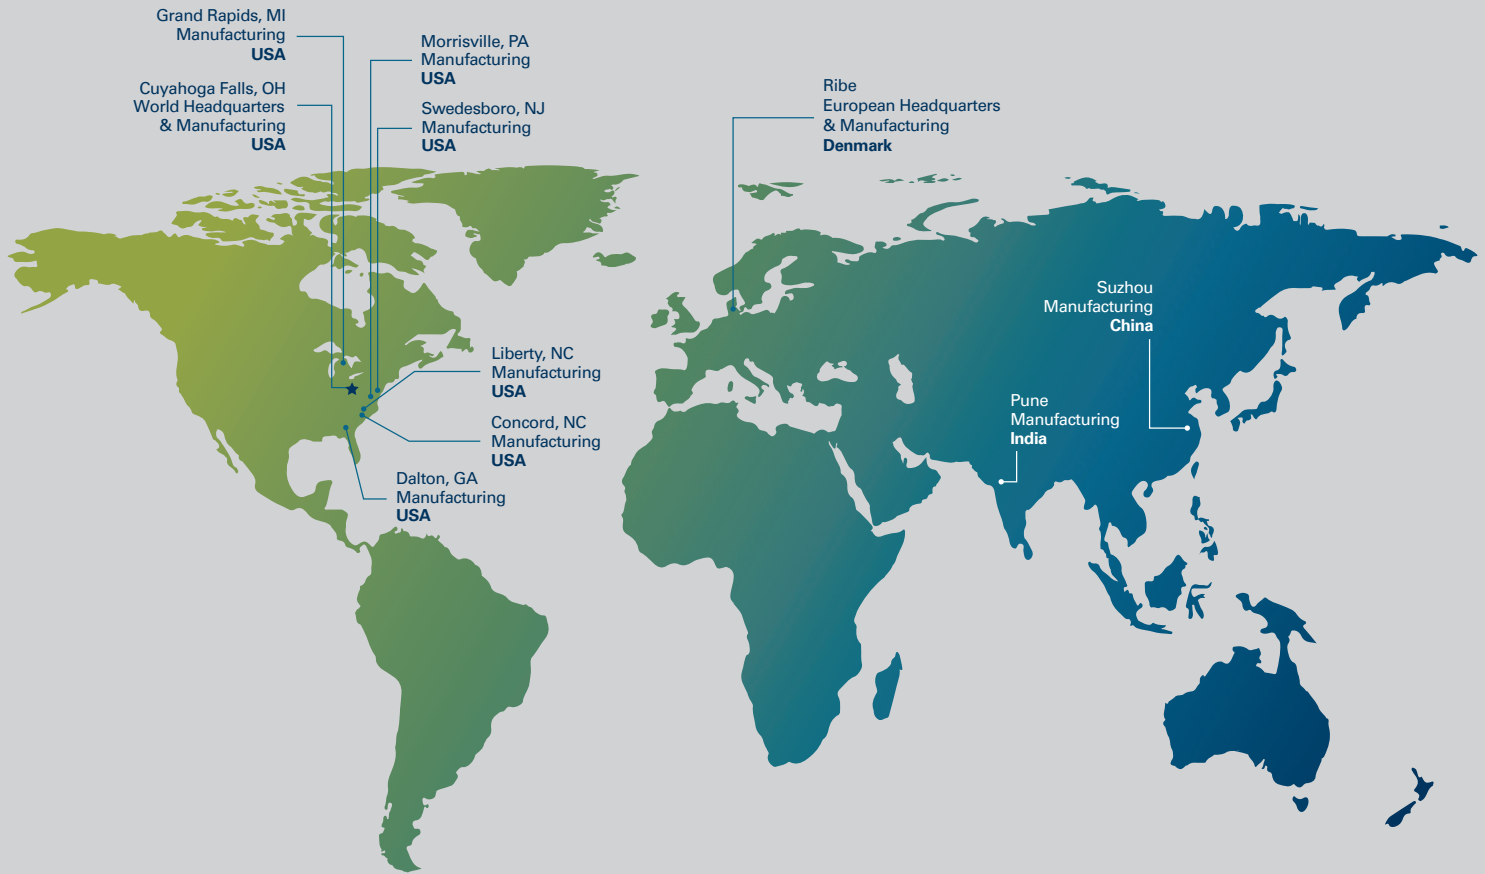 Grand Rapids, MI
Manufacturing
USA
Cuyahoga Falls, OH
World Headquarters
& Manufacturing
USA
Morrisville, PA
Manufacturing
USA
Swedesboro, NJ
Manufacturing
USA
Ribe
European Headquarters
& Manufacturing
Denmark
Suzhou
Manufacturing
China
Liberty, NC
Manufacturing
USA
Pune
Manufacturing
India
Concord, NC
Manufacturing
USA
Dalton, GA
Manufacturing
USA